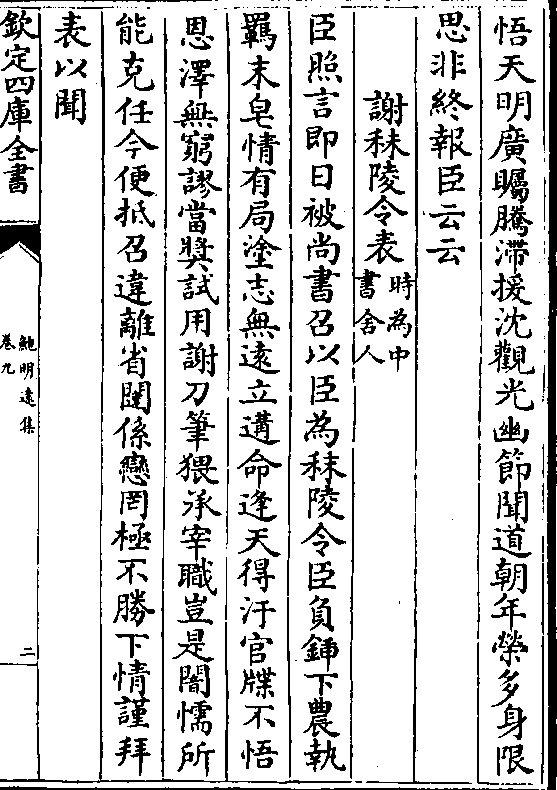 悟天明廣矚騰滯援沈觀光幽節聞道朝年榮多身限
思非終報臣云云
謝秣陵令表時為中書舍人
臣照言即日被尚書召以臣為秣陵令臣負鍤下農執
羈末皂情有局塗志無遠立遘命逢天得汙官牒不悟
恩澤無窮謬當奬試用謝刀筆猥承宰職豈是闇懦所
能克任今便抵召違離省闥係戀罔極不勝下情謹拜
表以聞
欽定四庫全書
鮑明遠集
卷九
二